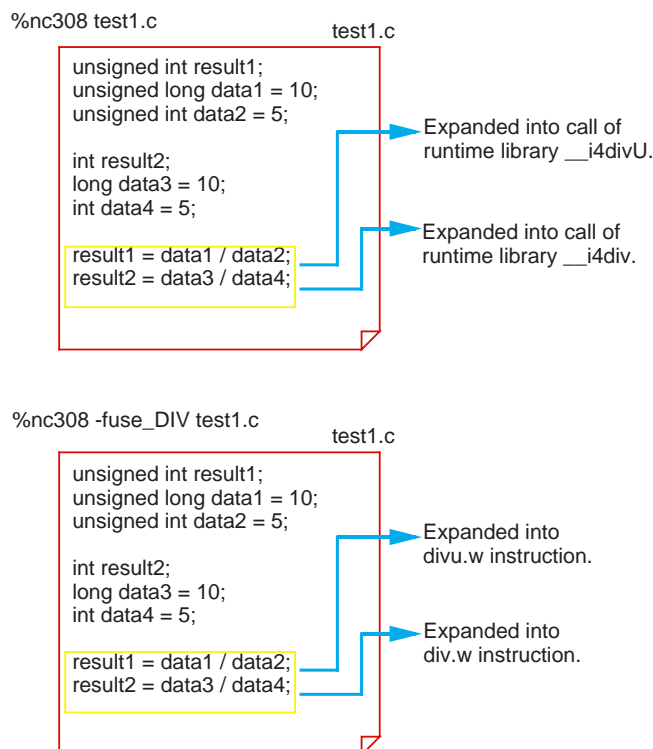 %nc308 test1.c
test1.c
unsigned int result1;
unsigned long data1 = 10;
unsigned int data2 = 5;
int result2;
long data3 = 10;
int data4 = 5;
result1 = data1 / data2;
result2 = data3 / data4;
Expanded into call of
runtime library __i4divU.
Expanded into call of
runtime library __i4div.
%nc308 -fuse_DIV test1.c
test1.c
unsigned int result1;
unsigned long data1 = 10;
unsigned int data2 = 5;
int result2;
long data3 = 10;
int data4 = 5;
result1 = data1 / data2;
result2 = data3 / data4;
Expanded into
divu.w instruction.
Expanded into
div.w instruction.